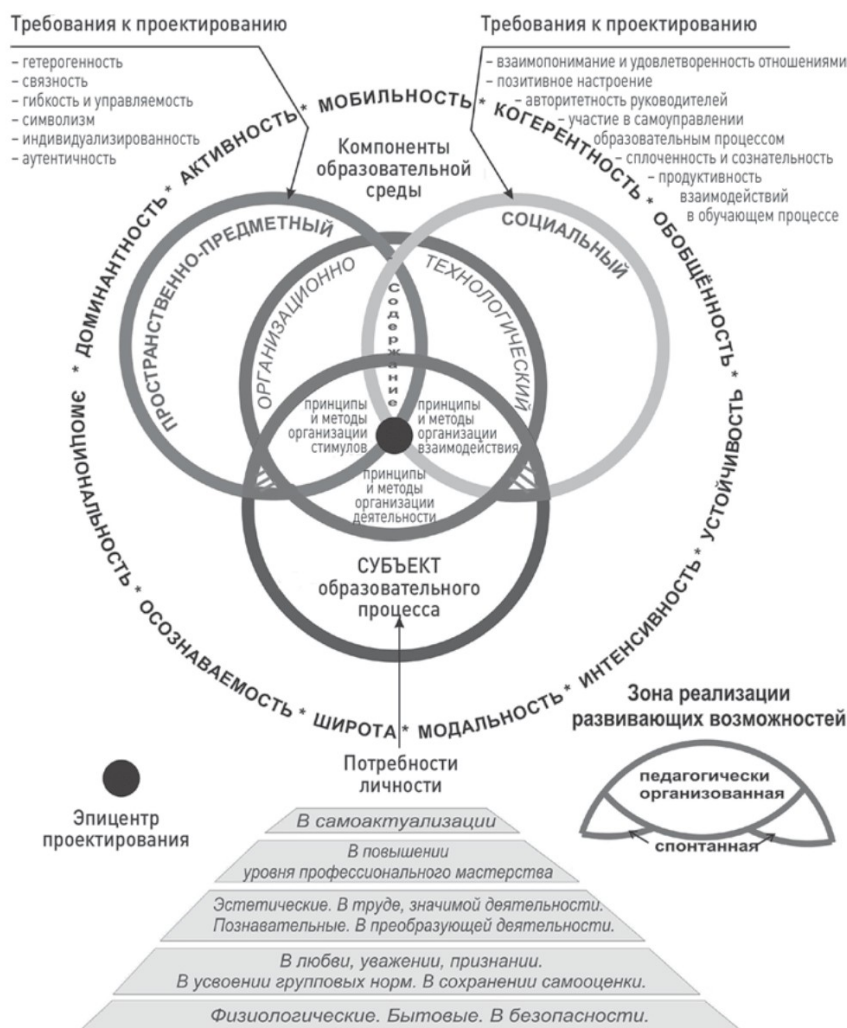 Требования к проектированию
– гетерогенность
– связность
– гибкость и управляемость
– символизм
– индивидуализированность
– аутентичность
Требования к проектированию
– взаимопонимание и удовлетворенность отношениями
– позитивное настроение
– авторитетность руководителей
– участие в самоуправлении
образовательным процессом
– сплоченность и сознательность
– продуктивность
взаимодействий
в обучающем процессе
* ДОМИНАНТНОСТЬ * АКТИВНОСТЬ * МОБИЛЬНОСТЬ * КОГЕРЕНТНОСТЬ * ОБОБЩЁННОСТЬ *
ЭМОЦИОНАЛЬНОСТЬ * ОСОЗНАВАЕМОСТЬ * ШИРОТА * МОДАЛЬНОСТЬ * ИНТЕНСИВНОСТЬ * УСТОЙЧИВОСТЬ
Компоненты
образовательной
среды
ПРОСТРАНСТВЕННО-ПРЕДМЕТНЫЙ
СОЦИАЛЬНЫЙ
ОРГАНИЗАЦИОННО
ТЕХНОЛОГИЧЕСКИЙ
Содержание
принципы
и методы
организации
стимулов
принципы
и методы
организации
взаимодействия
принципы
и методы
организации
деятельности
СУБЪЕКТ
образовательного
процесса
Зона реализации
развивающих возможностей
педагогически
организованная
спонтанная
Эпицентр
проектирования
Потребности
личности
В самоактуализации
В повышении
уровня профессионального мастерства
Эстетические. В труде, значимой деятельности.
Познавательные. В преобразующей деятельности.
В любви, уважении, признании.
В усвоении групповых норм. В сохранении самооценки.
Физиологические. Бытовые. В безопасности.